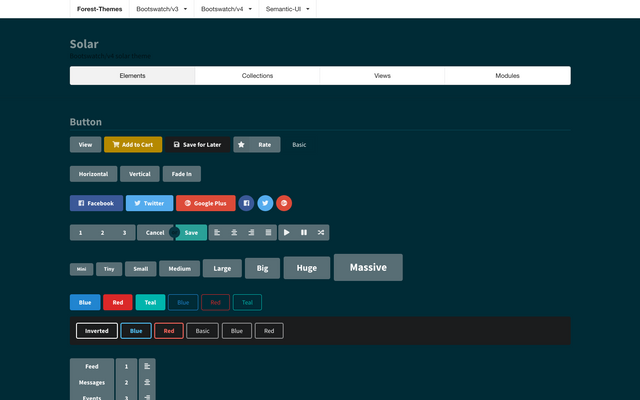 Forest-Themes Bootswatch/v3 Bootswatch/v4 Semantic-UI
Solar
Elements Collections Views Modules
Button
View Add to Cart Save for Later Rate Basic
Horizontal Vertical Fade In
Facebook Twitter Google Plus
1 2 3 Cancel Save
Mini Tiny Small Medium Large Big Huge Massive
Blue Red Teal Blue Red Teal
Inverted Blue Red Basic Blue Red
Feed 1
Messages 2
Events 3